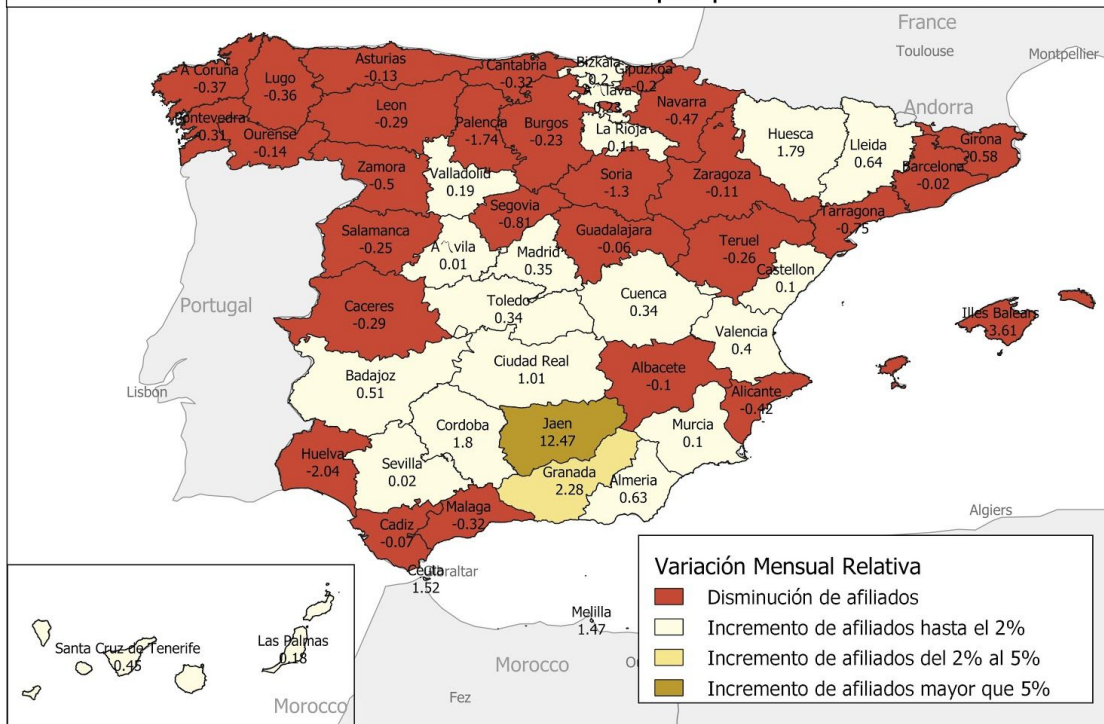 France
Toulouse
Montpellier
Andorra
A Coruña
-0.37
Lugo
-0.36
Asturias
-0.13
Cantabria
-0.32
Bizkaia
0.2
Gipuzkoa
-0.2
Navarra
-0.47
Pontevedra
-0.31
Ourense
-0.14
Leon
-0.29
Palencia
-1.74
Burgos
-0.23
La Rioja
0.11
Huesca
1.79
Lleida
0.64
Girona
-0.58
Barcelona
-0.02
Zamora
-0.5
Valladolid
0.19
Soria
-1.3
Zaragoza
-0.11
Tarragona
-0.75
Segovia
-0.81
Salamanca
-0.25
Guadalajara
-0.06
Teruel
-0.26
A\vila
0.01
Madrid
0.35
Castellon
0.1
Portugal
Caceres
-0.29
Toledo
0.34
Cuenca
0.34
Valencia
0.4
Illes Balears
-3.61
Lisbon
Badajoz
0.51
Ciudad Real
1.01
Albacete
-0.1
Alicante
-0.42
Cordoba
1.8
Jaen
12.47
Murcia
0.1
Huelva
-2.04
Sevilla
0.02
Granada
2.28
Almeria
0.63
Malaga
-0.32
Cadiz
-0.07
Algiers
Ceuta
1.52
Gibraltar
Melilla
1.47
Morocco
Fez
Santa Cruz de Tenerife
0.45
Las Palmas
0.18
Morocco
Variación Mensual Relativa
Disminución de afiliados
Incremento de afiliados hasta el 2%
Incremento de afiliados del 2% al 5%
Incremento de afiliados mayor que 5%